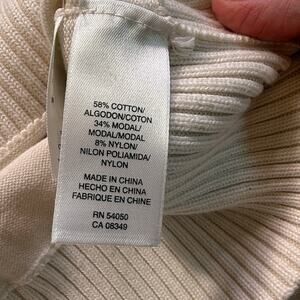 58% COTTON/
ALGODON/COTON
34% MODAL/
MODAL/MODAL
8% NYLON/
NILON POLIAMIDA/
NYLON
MADE IN CHINA
HECHO EN CHINA
FABRIQUE EN CHINE
RN 54050
CA 08349